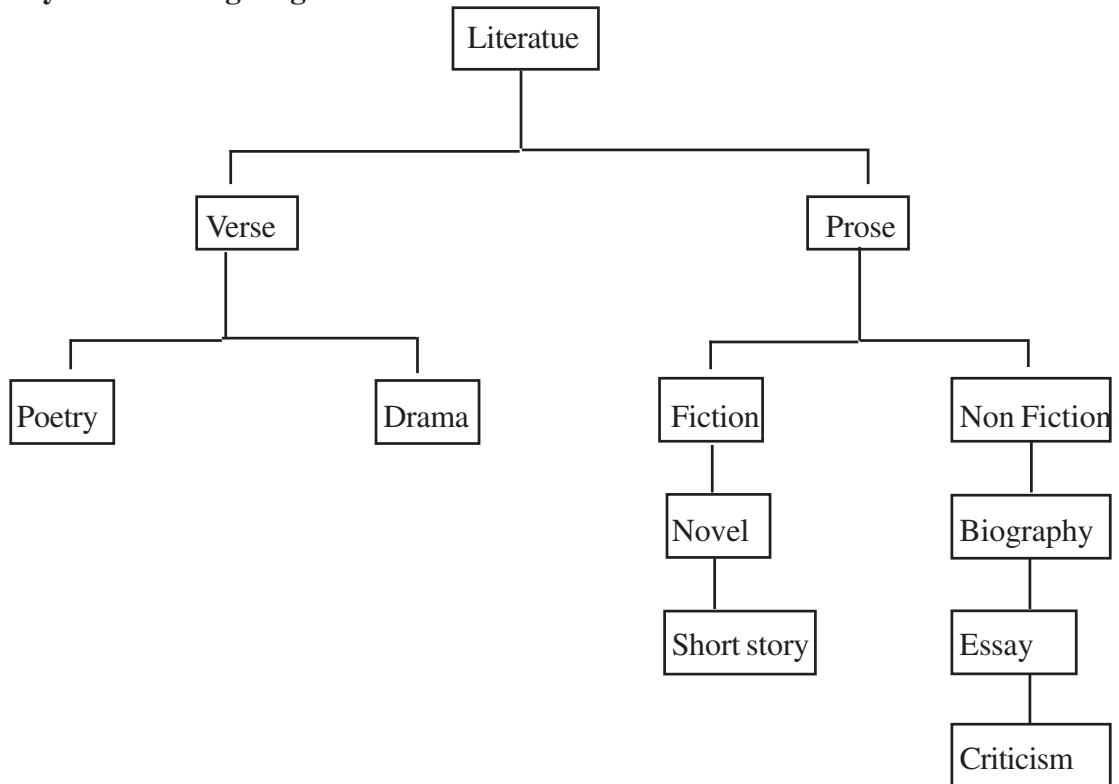 Literatue
Verse
Prose
Poetry
Drama
Fiction
Non Fiction
Novel
Biography
Short story
Essay
Criticism